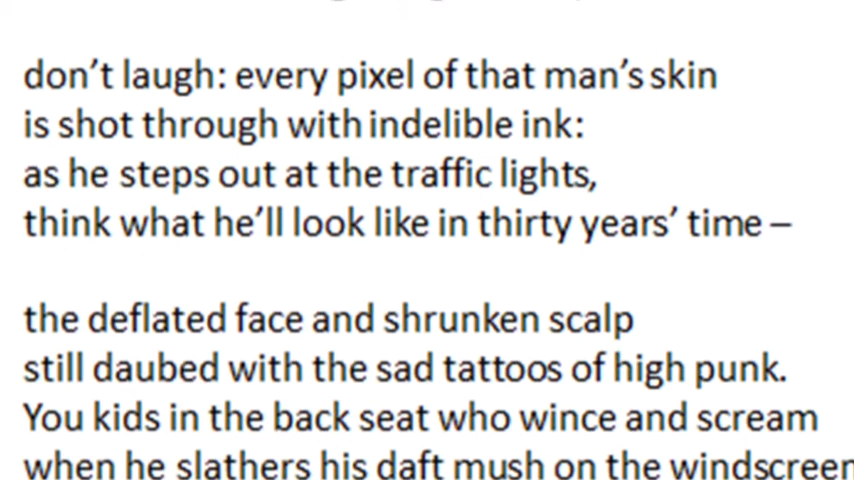 don’t laugh: every pixel of that man’s skin
is shot through with indelible ink:
as he steps out at the traffic lights,
think what he’ll look like in thirty years’ time –
the deflated face and shrunken scalp
still daubed with the sad tattoos of high punk.
You kids in the back seat who wince and scream
when he slathers his daft mush on the windscreen